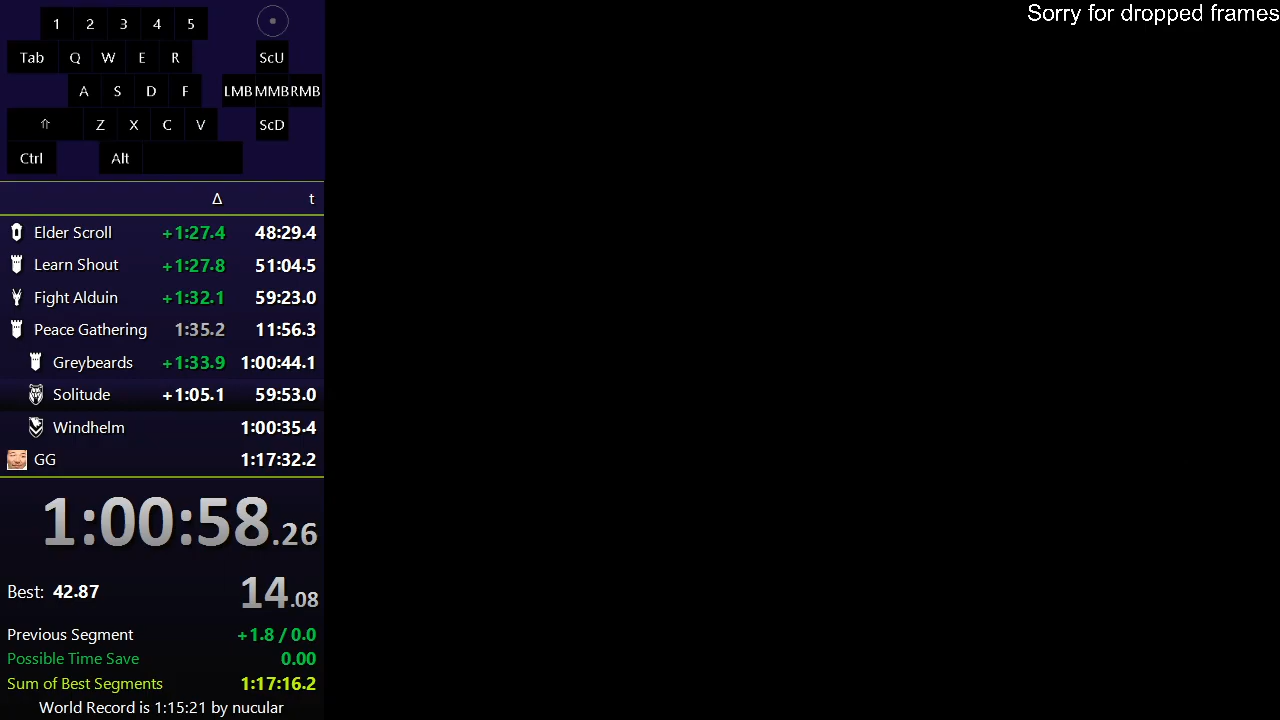 Sorry for dropped frames
1 2 3 4 5
Tab Q W E R ScU
A S D F LMB MMB RMB
⇧ Z X C V ScD
Ctrl Alt
Δ t
Elder Scroll +1:27.4 48:29.4
Learn Shout +1:27.8 51:04.5
Fight Alduin +1:32.1 59:23.0
Peace Gathering 1:35.2 11:56.3
Greybeards +1:33.9 1:00:44.1
Solitude +1:05.1 59:53.0
Windhelm 1:00:35.4
GG 1:17:32.2
1:00:58.26
Best: 42.87 14.08
Previous Segment +1.8 / 0.0
Possible Time Save 0.00
Sum of Best Segments 1:17:16.2
World Record is 1:15:21 by nucular